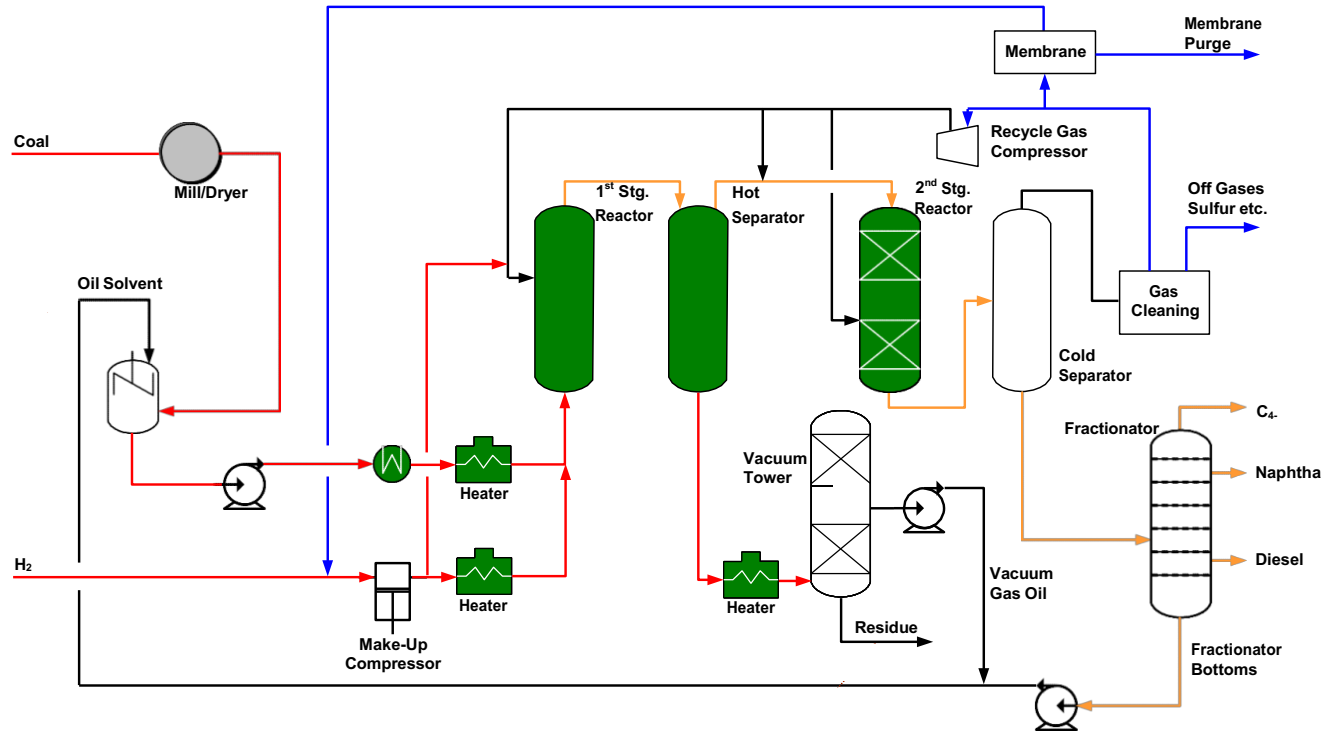 Membrane
Purge
Membrane
Coal
Recycle Gas
Compressor
Mill/Dryer
1st Stg.
Reactor
Hot
Separator
2nd Stg.
Reactor
Off Gases
Sulfur etc.
Oil Solvent
Gas
Cleaning
Cold
Separator
C4-
Fractionator
Vacuum
Tower
Naphtha
Heater
H2
Diesel
Heater
Heater
Vacuum
Gas Oil
Residue
Make-Up
Compressor
Fractionator
Bottoms